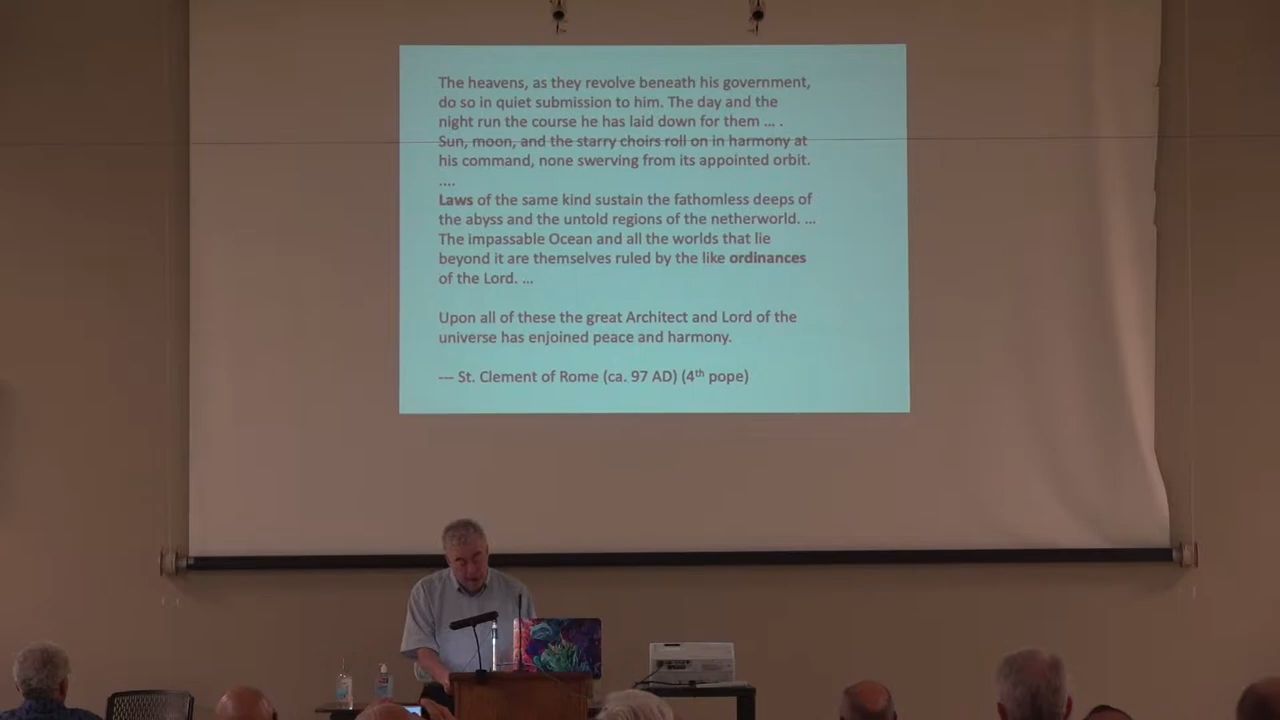 The heavens, as they revolve beneath his government,
do so in quiet submission to him. The day and the
night run the course he has laid down for them ... .
Sun, moon, and the starry choirs roll on in harmony at
his command, none swerving from its appointed orbit.
....
Laws of the same kind sustain the fathomless deeps of
the abyss and the untold regions of the netherworld. ...
The impassable Ocean and all the worlds that lie
beyond it are themselves ruled by the like ordinances
of the Lord. ...
Upon all of these the great Architect and Lord of the
universe has enjoined peace and harmony.
--- St. Clement of Rome (ca. 97 AD) (4th pope)